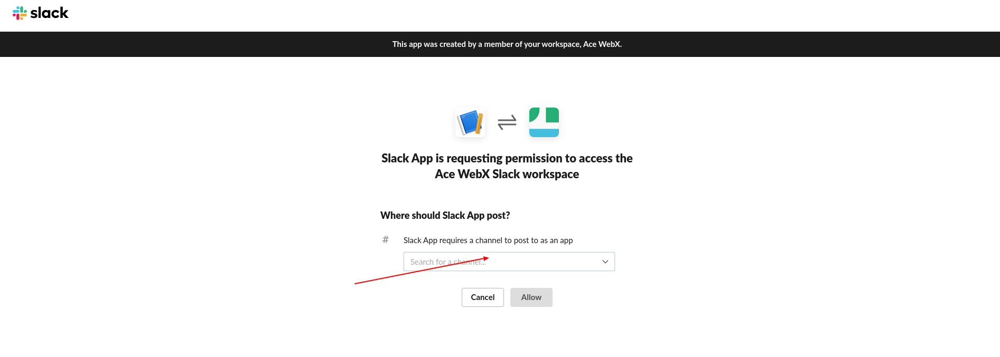 slack
This app was created by a member of your workspace, Ace WebX.
Slack App is requesting permission to access the
Ace WebX Slack workspace
Where should Slack App post?
# Slack App requires a channel to post to as an app
Search for a channel...
Cancel Allow